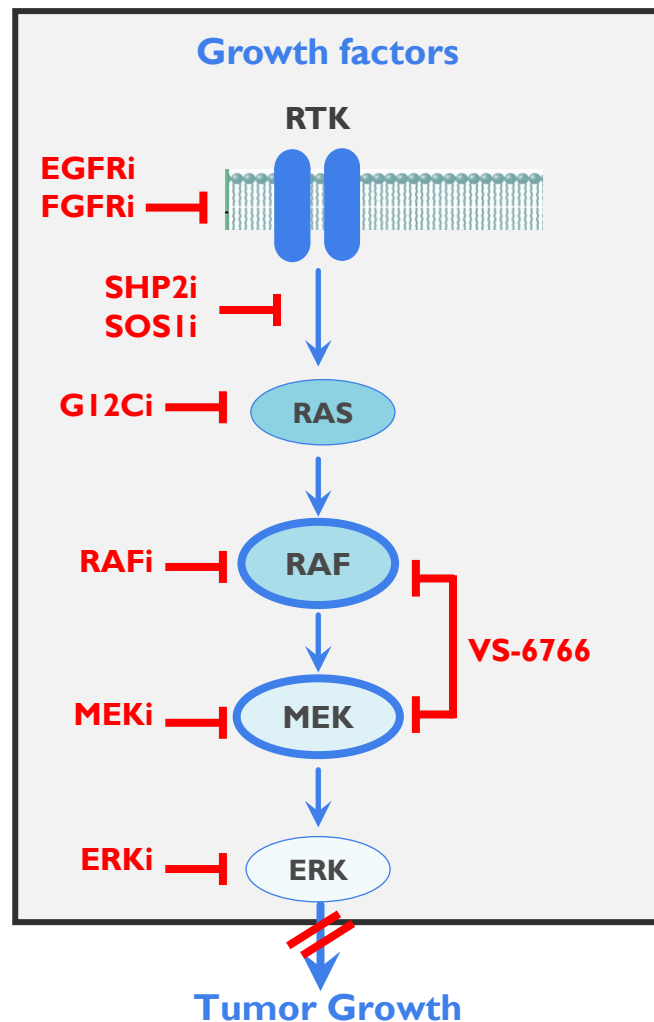 Growth factors
RTK
EGFRi
FGFRi
SHP2i
SOS1i
G12Ci
RAS
RAFi
RAF
VS-6766
MEKi
MEK
ERKi
ERK
Tumor Growth